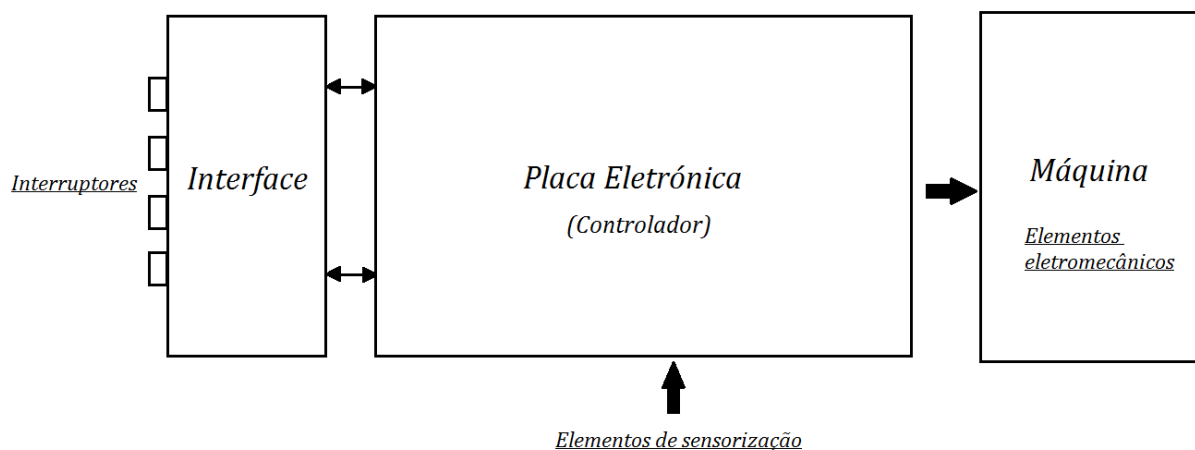 Interruptores
Interface
Placa Eletrónica
(Controlador)
Máquina
Elementos
eletromecânicos
Elementos de sensorização